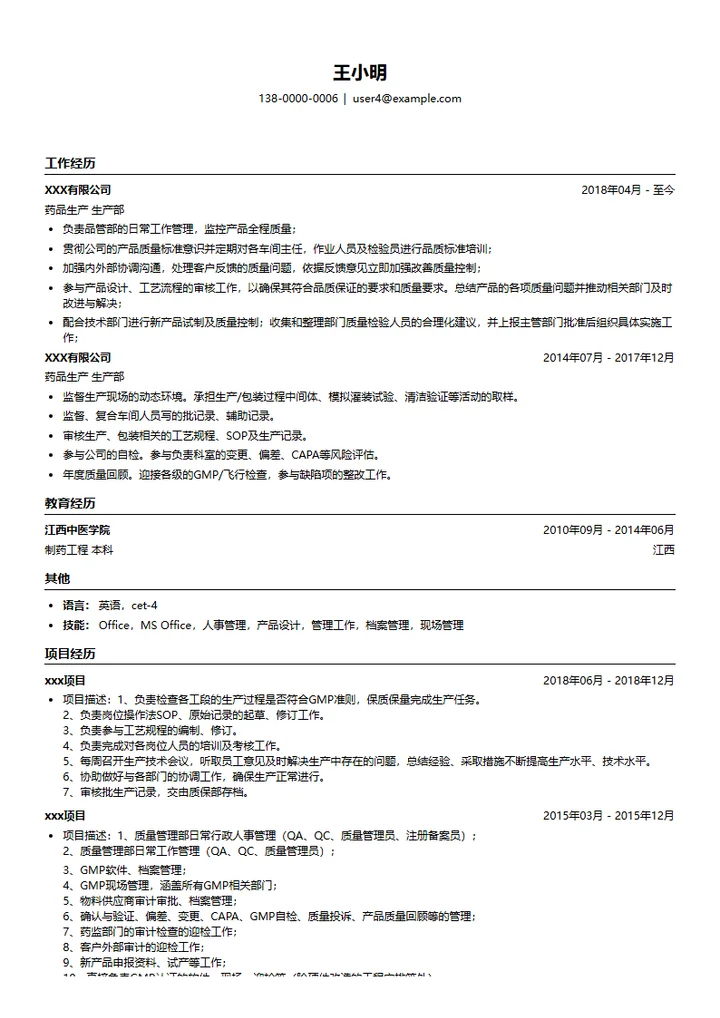 王小明
138-0000-0006 | user4@example.com
工作经历
XXX有限公司 2018年04月 - 至今
药品生产 生产部
• 负责品管部的日常工作管理，监控产品全程质量；
• 贯彻公司的产品质量标准意识并定期对各车间主任，作业人员及检验员进行品质标准培训；
• 加强内外部协调沟通，处理客户反馈的质量问题，依据反馈意见立即加强改善质量控制；
• 参与产品设计、工艺流程的审核工作，以确保其符合品质保证的要求和质量要求。总结产品的各项质量问题并推动相关部门及时
改进与解决；
• 配合技术部门进行新产品试制及质量控制；收集和整理部门质量检验人员的合理化建议，并上报主管部门批准后组织具体实施工
作；
XXX有限公司 2014年07月 - 2017年12月
药品生产 生产部
• 监督生产现场的动态环境。承担生产/包装过程中间体、模拟灌装试验、清洁验证等活动的取样。
• 监督、复合车间人员写的批记录、辅助记录。
• 审核生产、包装相关的工艺规程、SOP及生产记录。
• 参与公司的自检。参与负责科室的变更、偏差、CAPA等风险评估。
• 年度质量回顾。迎接各级的GMP/飞行检查，参与缺陷项的整改工作。
教育经历
江西中医学院 2010年09月 - 2014年06月
制药工程 本科 江西
其他
• 语言： 英语，cet-4
• 技能： Office，MS Office，人事管理，产品设计，管理工作，档案管理，现场管理
项目经历
xxx项目 2018年06月 - 2018年12月
• 项目描述：1、负责检查各工段的生产过程是否符合GMP准则，保质保量完成生产任务。
2、负责岗位操作法SOP、原始记录的起草、修订工作。
3、负责参与工艺规程的编制、修订。
4、负责完成对各岗位人员的培训及考核工作。
5、每周召开生产技术会议，听取员工意见及时解决生产中存在的问题，总结经验、采取措施不断提高生产水平、技术水平。
6、协助做好与各部门的协调工作，确保生产正常进行。
7、审核批生产记录，交由质保部存档。
xxx项目 2015年03月 - 2015年12月
• 项目描述：1、质量管理部日常行政人事管理（QA、QC、质量管理员、注册备案员）；
2、质量管理部日常工作管理（QA、QC、质量管理员）；
3、GMP软件、档案管理；
4、GMP现场管理，涵盖所有GMP相关部门；
5、物料供应商审计审批、档案管理；
6、确认与验证、偏差、变更、CAPA、GMP自检、质量投诉、产品质量回顾等的管理；
7、药监部门的审计检查的迎检工作；
8、客户外部审计的迎检工作；
9、新产品申报资料、试产等工作；